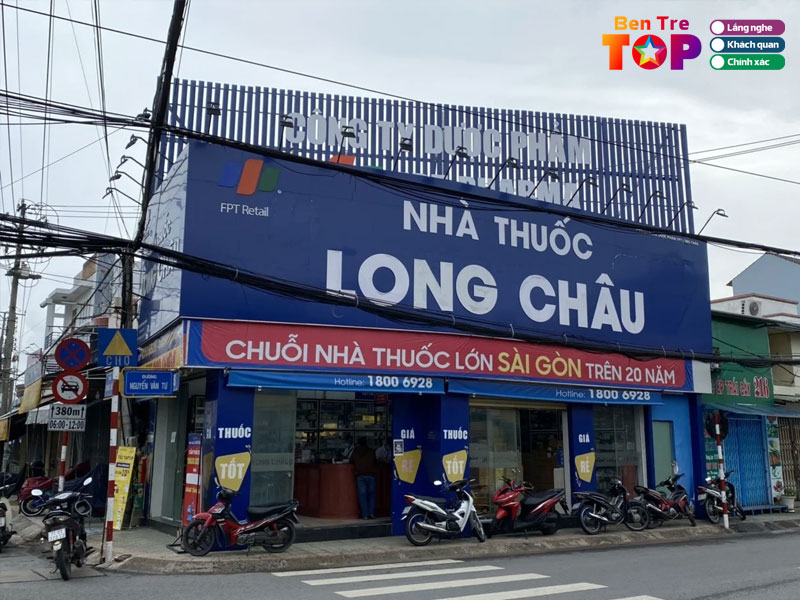 Ben Tre
TOP
Lắng nghe
Khách quan
Chính xác
CÔNG TY DƯỢC PHẨM
FPT Retail
NHÀ THUỐC
LONG CHÂU
CHUỖI NHÀ THUỐC LỚN SÀI GÒN TRÊN 20 NĂM
Hotline: 1800 6928
Hotline: 1800 6928
CHỢ
ĐƯỜNG
NGUYỄN VĂN TƯ
380m
06:00-12:00
THUỐC
TỐT
GIÁ
RẺ
THUỐC
TỐT
GIÁ
RẺ